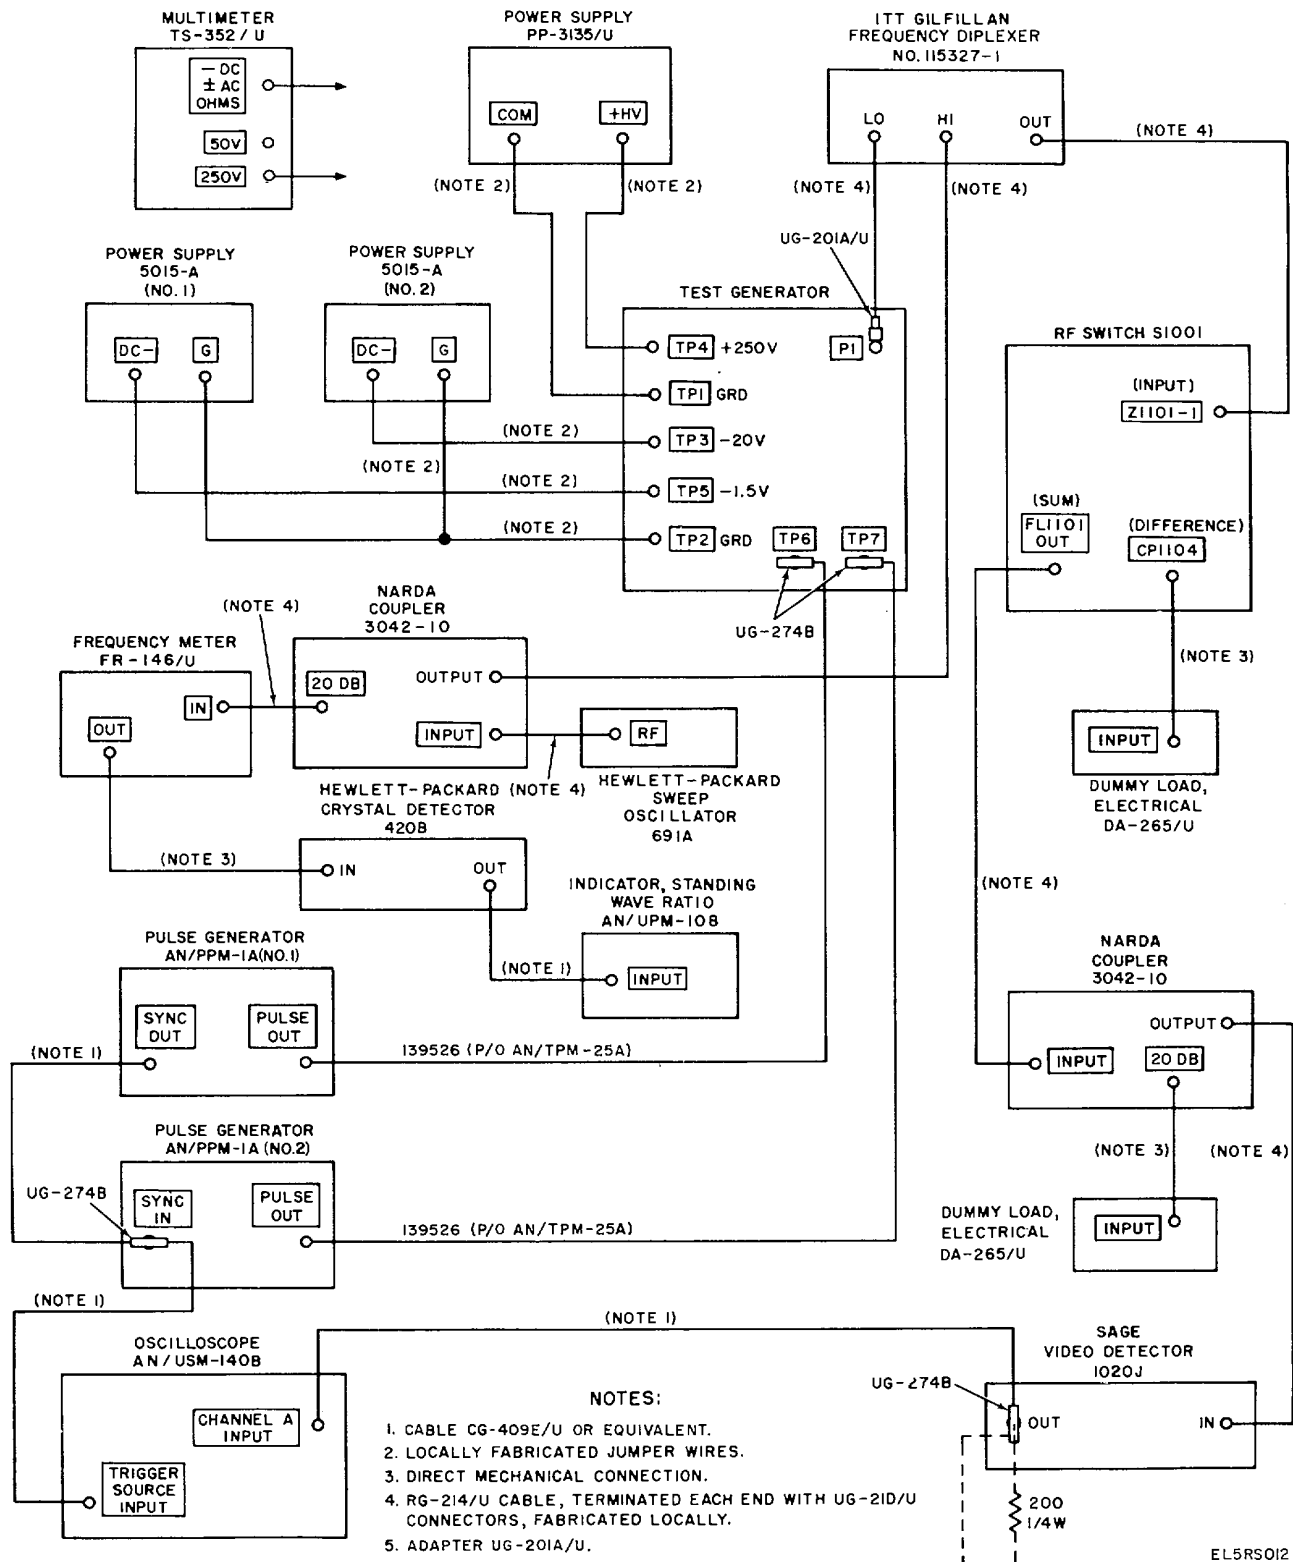 MULTIMETER
TS-352/U
— DC
± AC
OHMS
50V
250V
POWER SUPPLY
PP-3135/U
COM
+HV
(NOTE 2)
(NOTE 2)
ITT GILFILLAN
FREQUENCY DIPLEXER
NO. 115327-1
LO
HI
OUT
(NOTE 4)
(NOTE 4)
(NOTE 4)
UG-201A/U
POWER SUPPLY
5015-A
(NO. 1)
DC-
G
POWER SUPPLY
5015-A
(NO. 2)
DC-
G
(NOTE 2)
(NOTE 2)
(NOTE 2)
(NOTE 2)
TEST GENERATOR
TP4 +250V
P1
TP1 GRD
TP3 -20V
TP5 -1.5V
TP2 GRD
TP6
TP7
UG-274B
RF SWITCH S1001
(INPUT)
Z1101-1
(SUM)
FL1101
OUT
(DIFFERENCE)
CP1104
(NOTE 3)
INPUT
DUMMY LOAD,
ELECTRICAL
DA-265/U
(NOTE 4)
FREQUENCY METER
FR-146/U
IN
OUT
(NOTE 4)
NARDA
COUPLER
3042-10
20 DB
OUTPUT
INPUT
(NOTE 4)
RF
HEWLETT-PACKARD
SWEEP
OSCILLATOR
691A
HEWLETT-PACKARD
CRYSTAL DETECTOR
420B
(NOTE 3)
IN
OUT
(NOTE 1)
INDICATOR, STANDING
WAVE RATIO
AN/UPM-108
INPUT
PULSE GENERATOR
AN/PPM-1A(NO.1)
SYNC
OUT
PULSE
OUT
(NOTE 1)
139526 (P/O AN/TPM-25A)
PULSE GENERATOR
AN/PPM-1A (NO.2)
UG-274B
SYNC
IN
PULSE
OUT
139526 (P/O AN/TPM-25A)
(NOTE 1)
NARDA
COUPLER
3042-10
OUTPUT
INPUT
20 DB
(NOTE 3)
(NOTE 4)
DUMMY LOAD,
ELECTRICAL
DA-265/U
INPUT
OSCILLOSCOPE
AN/USM-140B
CHANNEL A
INPUT
TRIGGER
SOURCE
INPUT
(NOTE 1)
SAGE
VIDEO DETECTOR
1020J
UG-274B
OUT
IN
200
1/4W
NOTES:
1. CABLE CG-409E/U OR EQUIVALENT.
2. LOCALLY FABRICATED JUMPER WIRES.
3. DIRECT MECHANICAL CONNECTION.
4. RG-214/U CABLE, TERMINATED EACH END WITH UG-21D/U
CONNECTORS, FABRICATED LOCALLY.
5. ADAPTER UG-201A/U.
EL5RS012